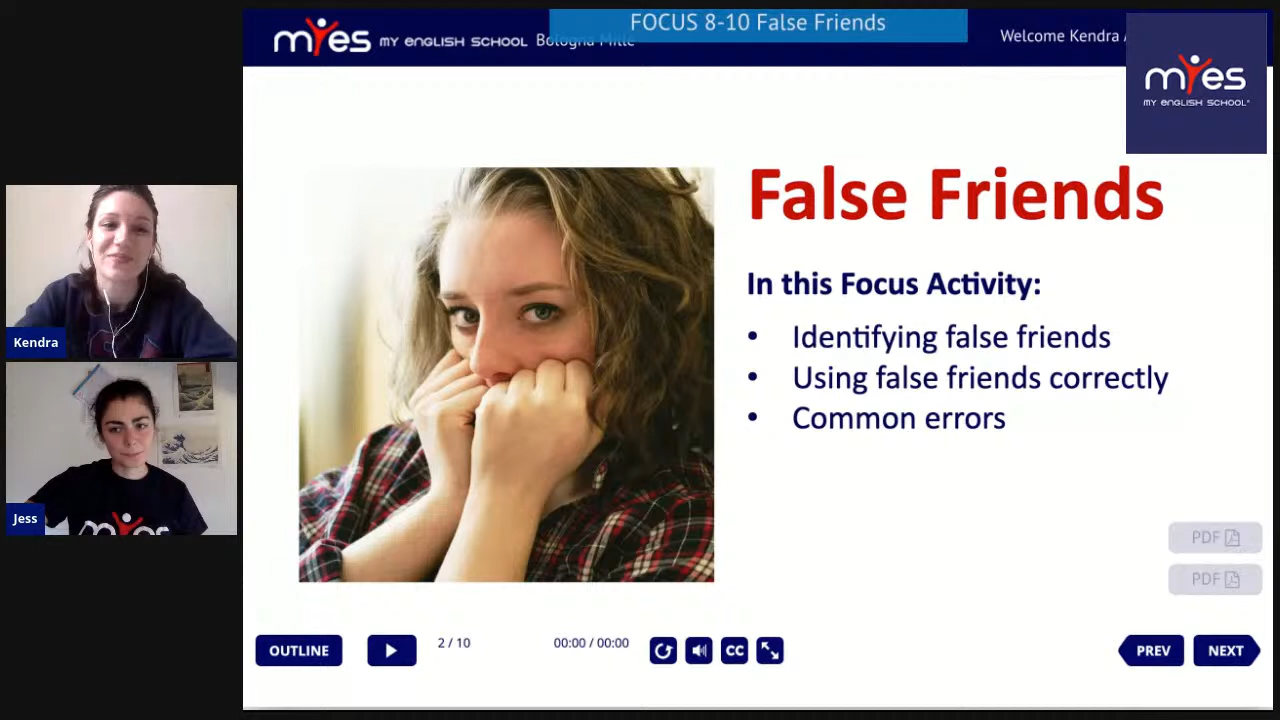 FOCUS 8-10 False Friends
myes MY ENGLISH SCHOOL Bologna Mille
Welcome Kendra
myes
MY ENGLISH SCHOOL
False Friends
In this Focus Activity:
• Identifying false friends
• Using false friends correctly
• Common errors
Kendra
Jess
myes
PDF
PDF
OUTLINE
2 / 10
00:00 / 00:00
CC
PREV
NEXT